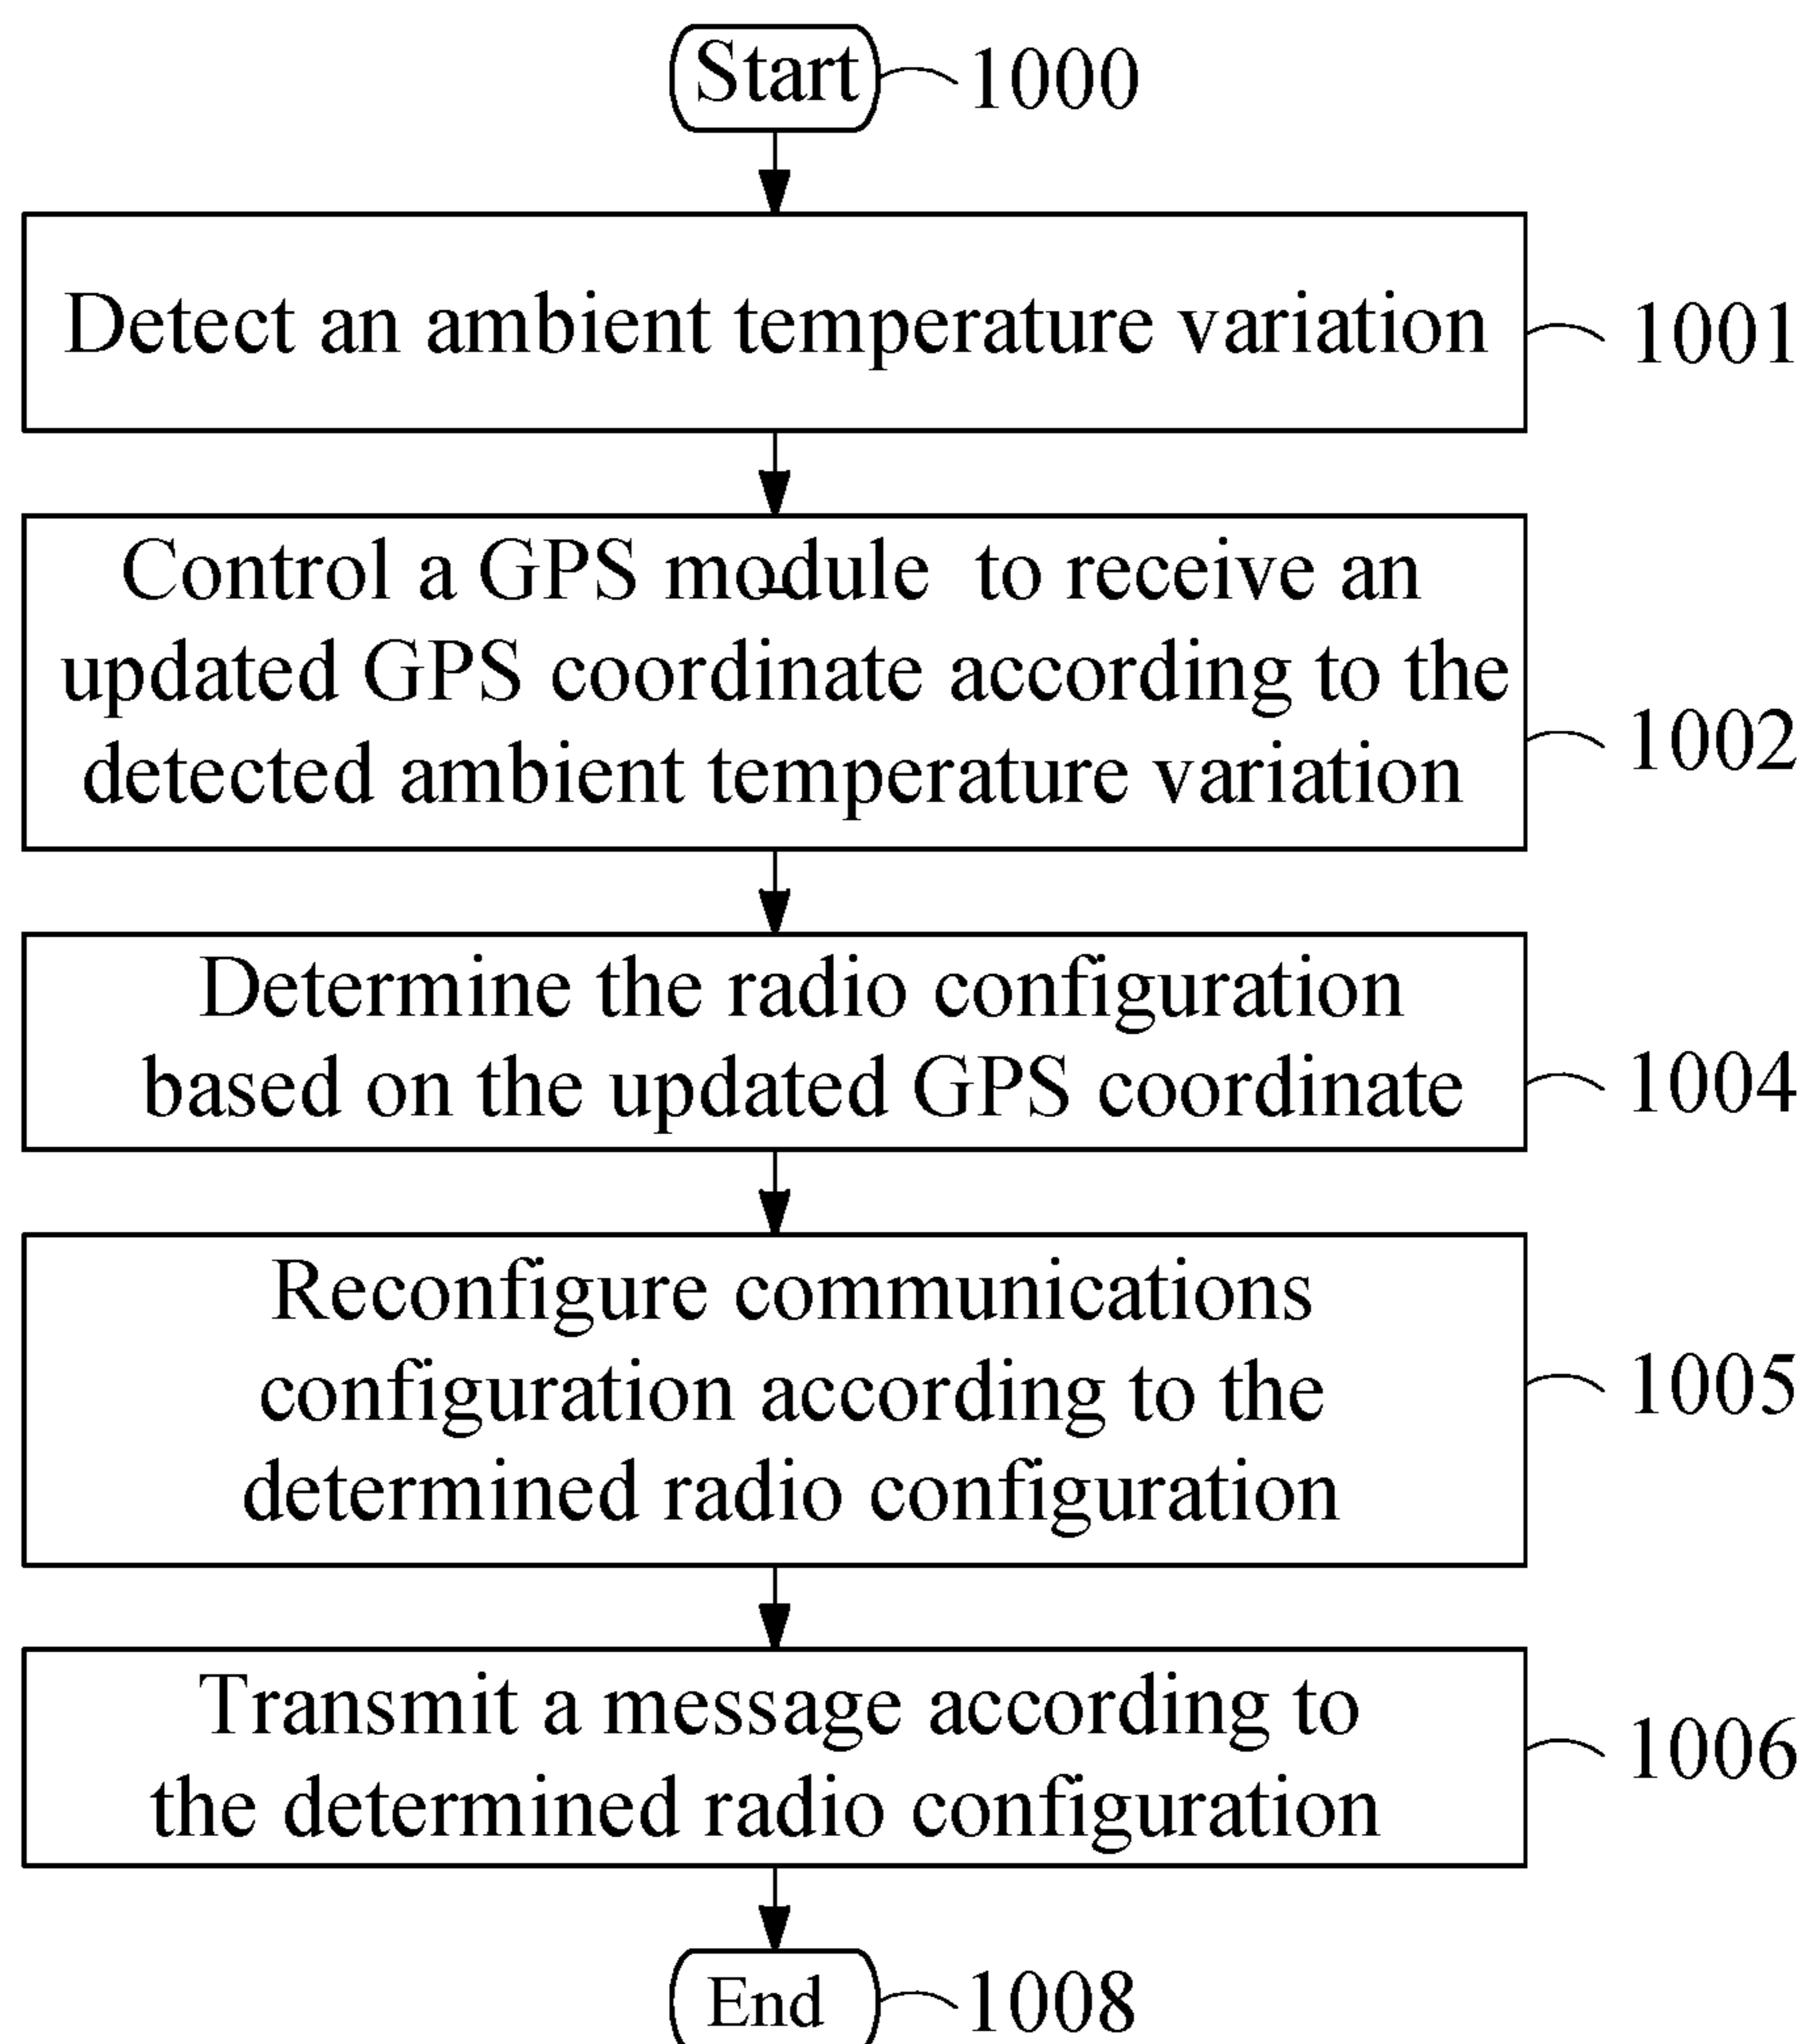 Start 1000
Detect an ambient temperature variation 1001
Control a GPS module to receive an
updated GPS coordinate according to the
detected ambient temperature variation
1002
Determine the radio configuration
based on the updated GPS coordinate
1004
Reconfigure communications
configuration according to the
determined radio configuration
1005
Transmit a message according to
the determined radio configuration
1006
End 1008